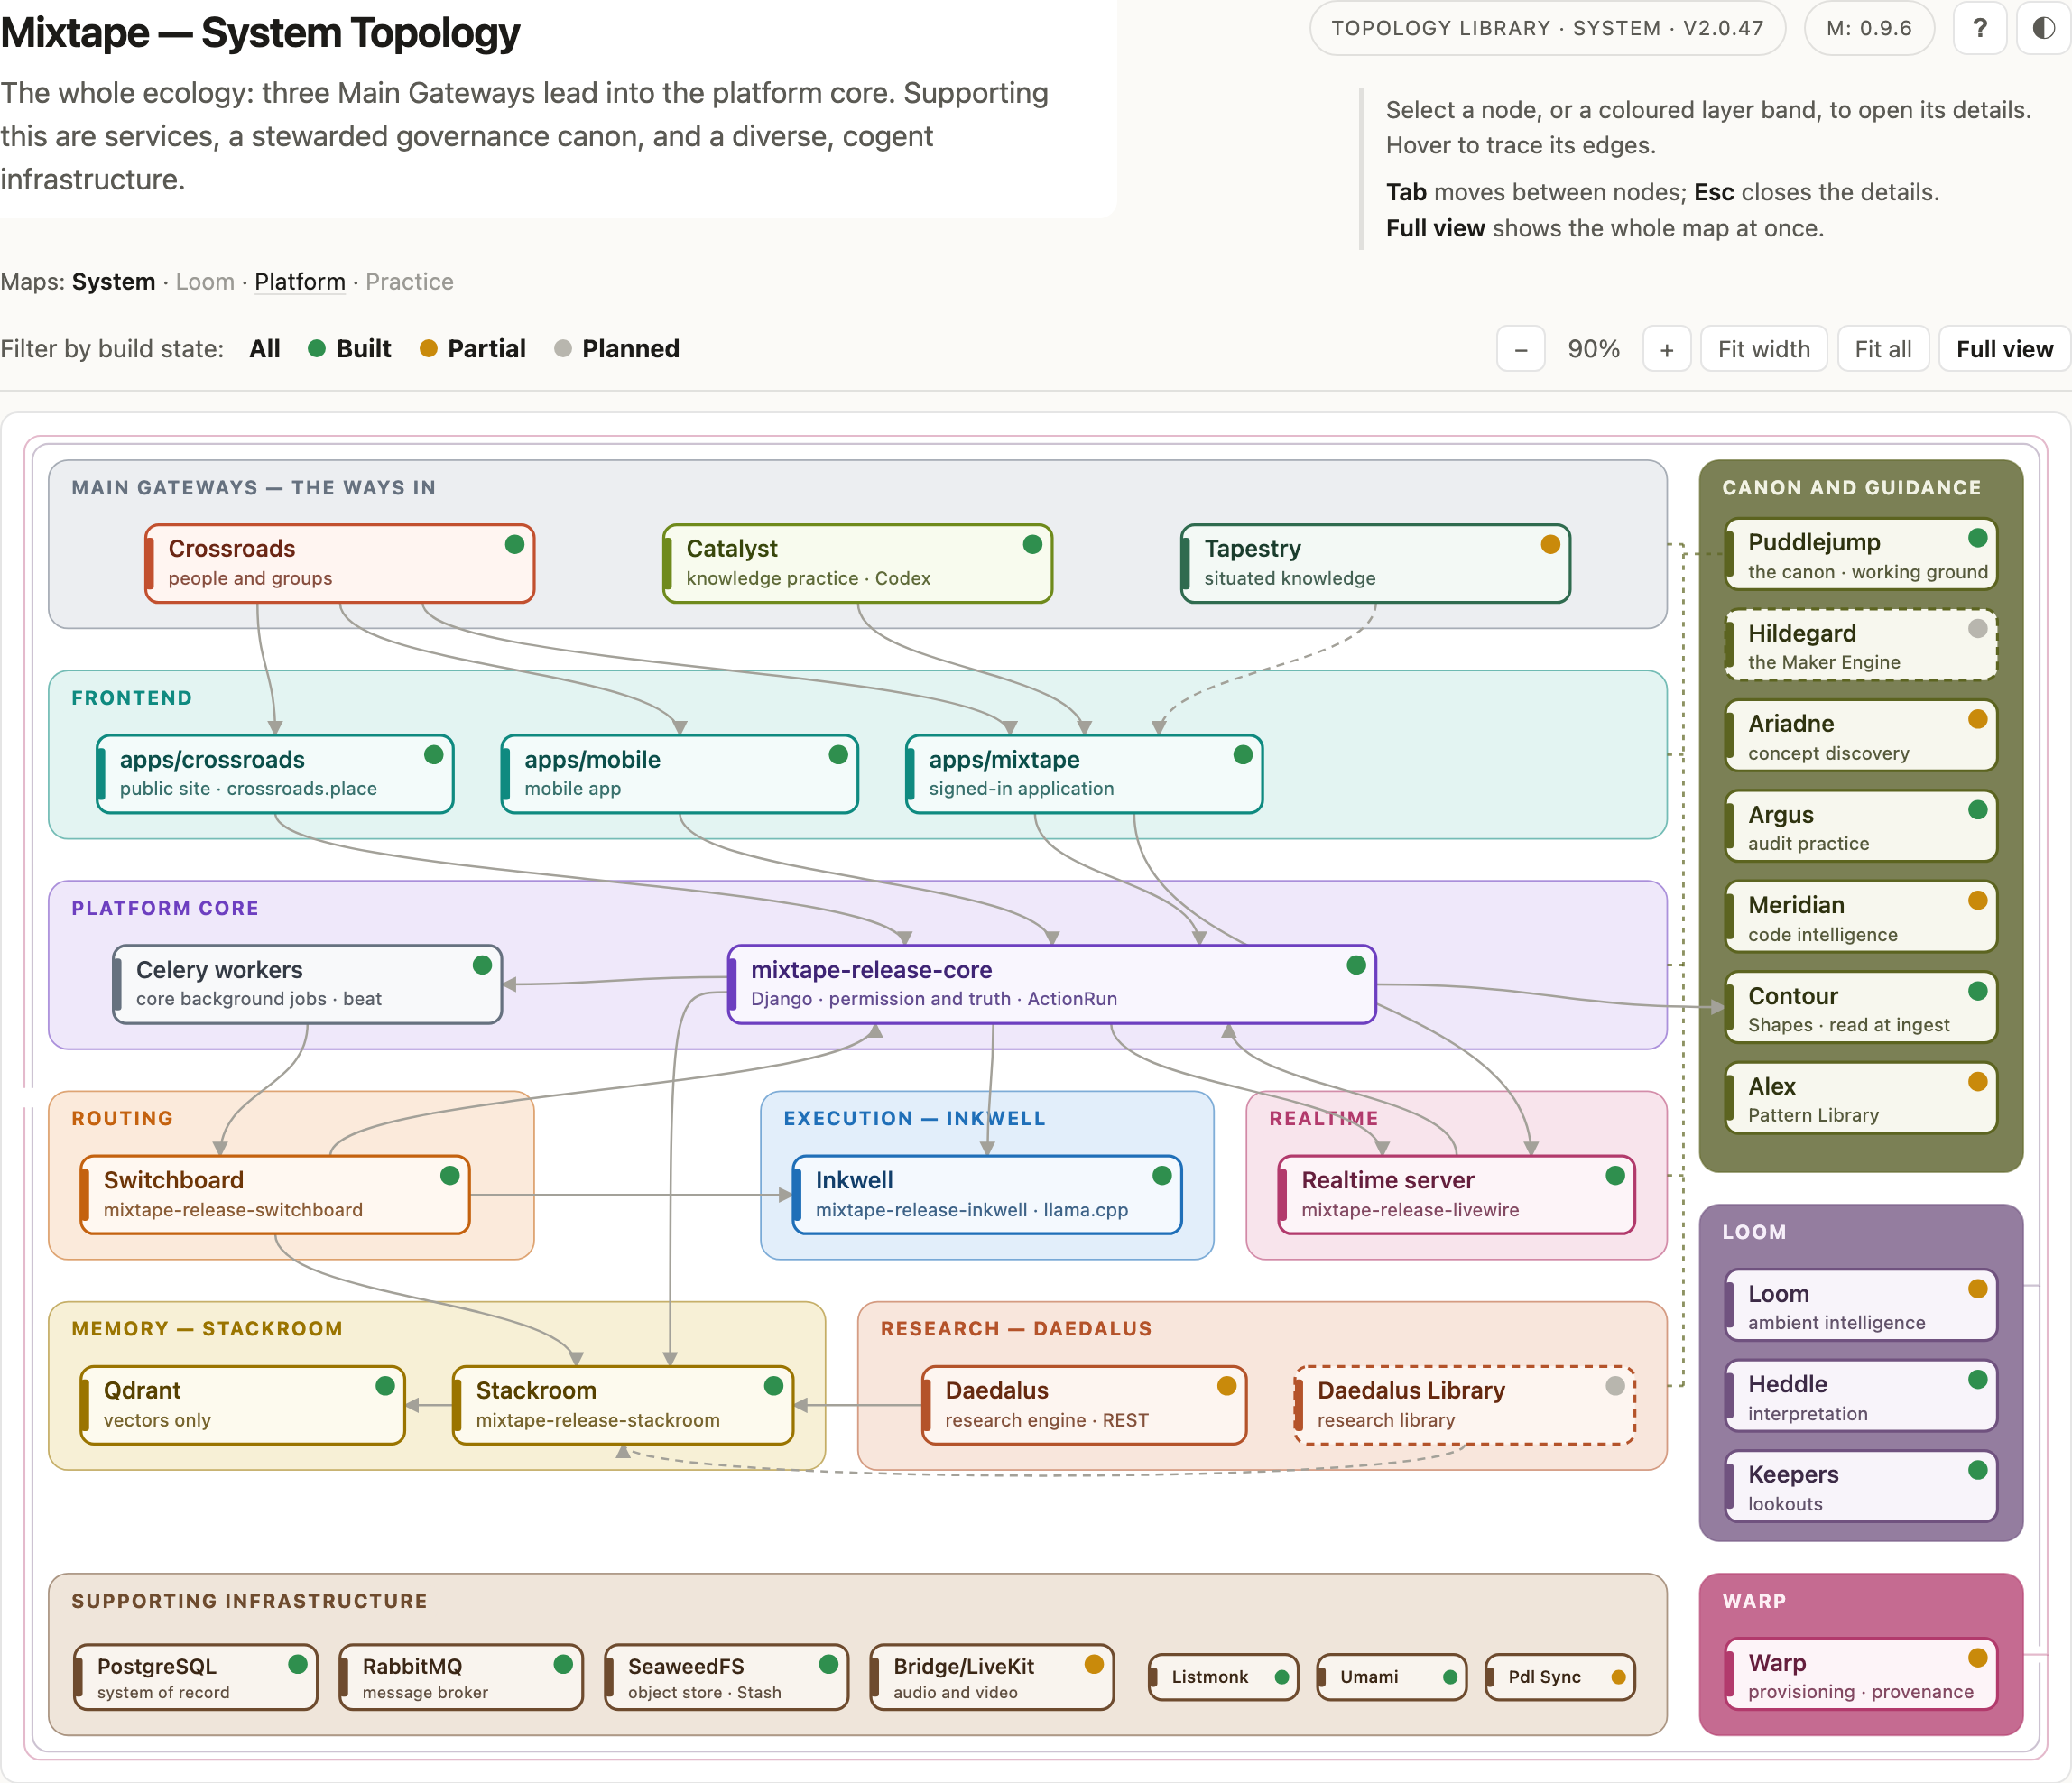 Mixtape — System Topology
TOPOLOGY LIBRARY · SYSTEM · V2.0.47
M: 0.9.6
?
The whole ecology: three Main Gateways lead into the platform core. Supporting
this are services, a stewarded governance canon, and a diverse, cogent
infrastructure.
Select a node, or a coloured layer band, to open its details.
Hover to trace its edges.
Tab moves between nodes; Esc closes the details.
Full view shows the whole map at once.
Maps: System · Loom · Platform · Practice
Filter by build state: All Built Partial Planned
− 90% + Fit width Fit all Full view
MAIN GATEWAYS — THE WAYS IN
Crossroads
people and groups
Catalyst
knowledge practice · Codex
Tapestry
situated knowledge
FRONTEND
apps/crossroads
public site · crossroads.place
apps/mobile
mobile app
apps/mixtape
signed-in application
PLATFORM CORE
Celery workers
core background jobs · beat
mixtape-release-core
Django · permission and truth · ActionRun
ROUTING
Switchboard
mixtape-release-switchboard
EXECUTION — INKWELL
Inkwell
mixtape-release-inkwell · llama.cpp
REALTIME
Realtime server
mixtape-release-livewire
MEMORY — STACKROOM
Qdrant
vectors only
Stackroom
mixtape-release-stackroom
RESEARCH — DAEDALUS
Daedalus
research engine · REST
Daedalus Library
research library
SUPPORTING INFRASTRUCTURE
PostgreSQL
system of record
RabbitMQ
message broker
SeaweedFS
object store · Stash
Bridge/LiveKit
audio and video
Listmonk
Umami
Pdl Sync
CANON AND GUIDANCE
Puddlejump
the canon · working ground
Hildegard
the Maker Engine
Ariadne
concept discovery
Argus
audit practice
Meridian
code intelligence
Contour
Shapes · read at ingest
Alex
Pattern Library
LOOM
Loom
ambient intelligence
Heddle
interpretation
Keepers
lookouts
WARP
Warp
provisioning · provenance